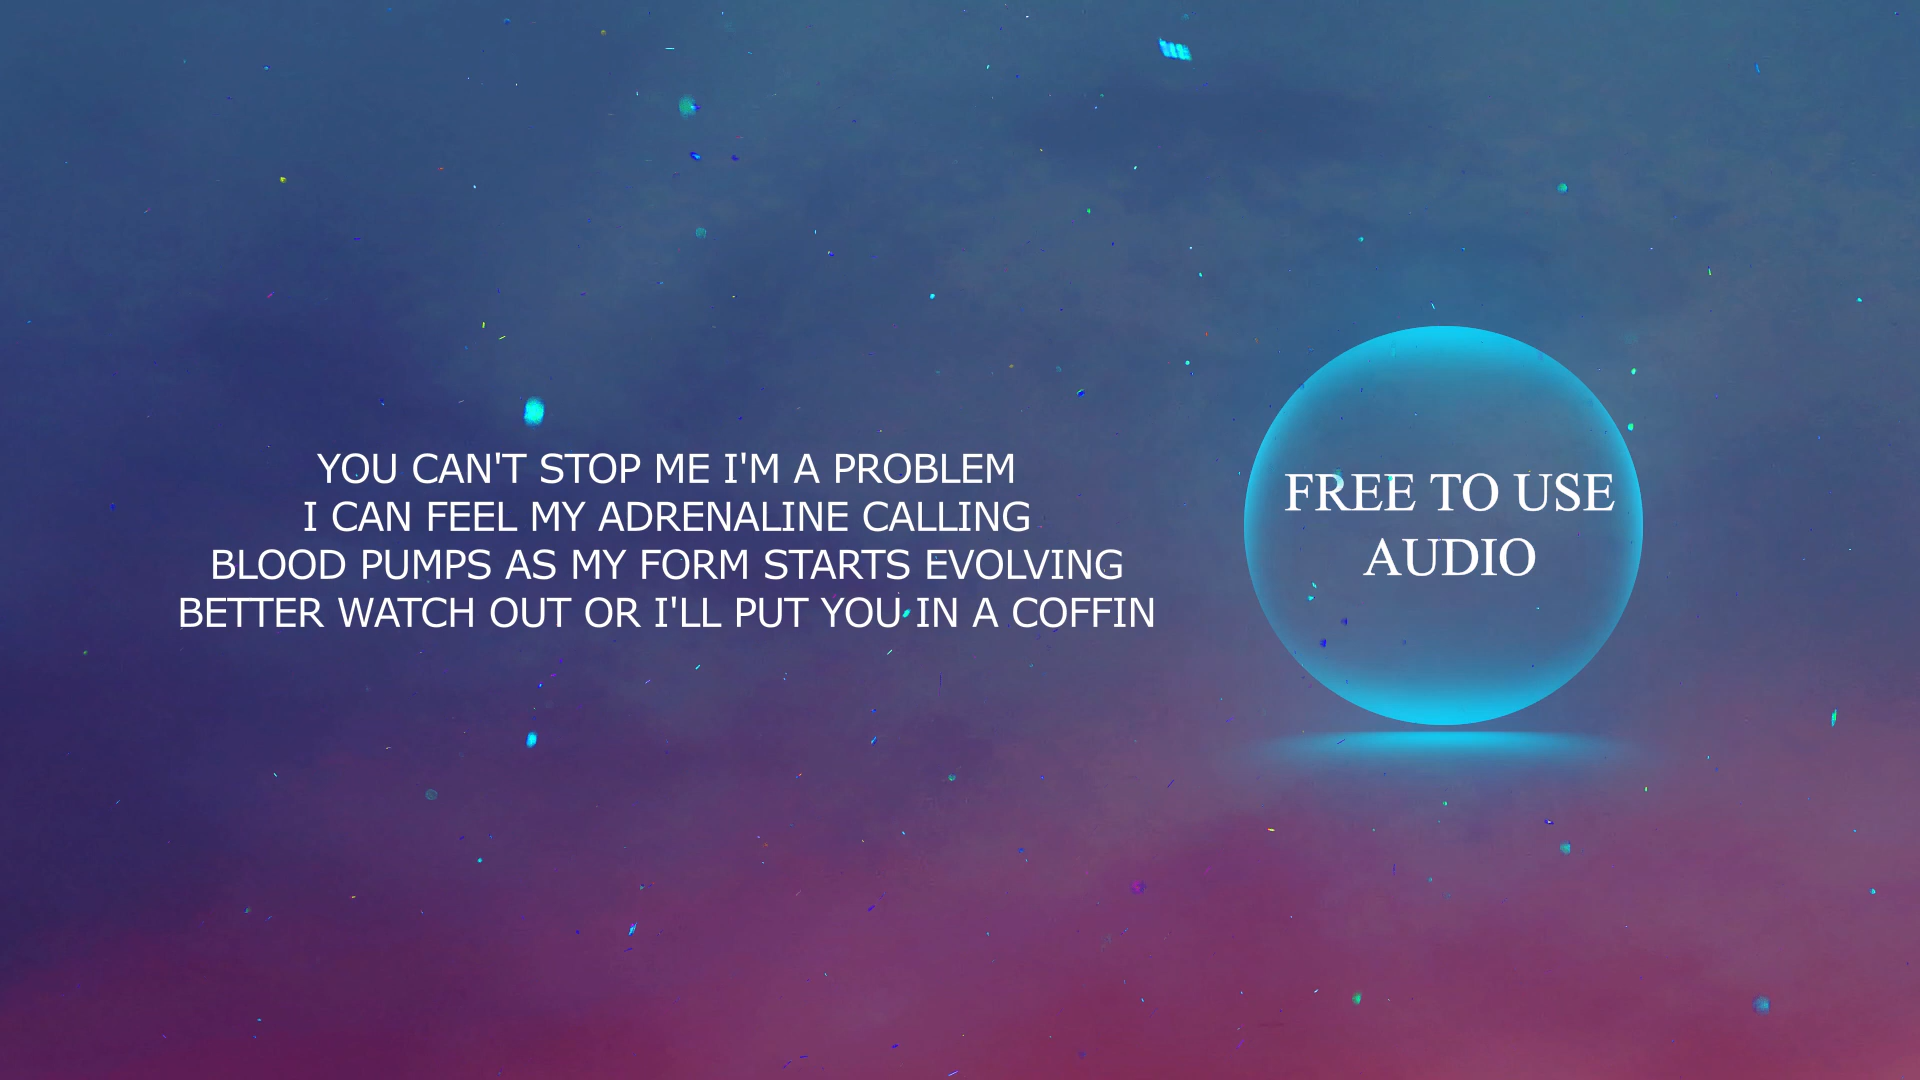 YOU CAN'T STOP ME I'M A PROBLEM
I CAN FEEL MY ADRENALINE CALLING
BLOOD PUMPS AS MY FORM STARTS EVOLVING
BETTER WATCH OUT OR I'LL PUT YOU IN A COFFIN
FREE TO USE
AUDIO